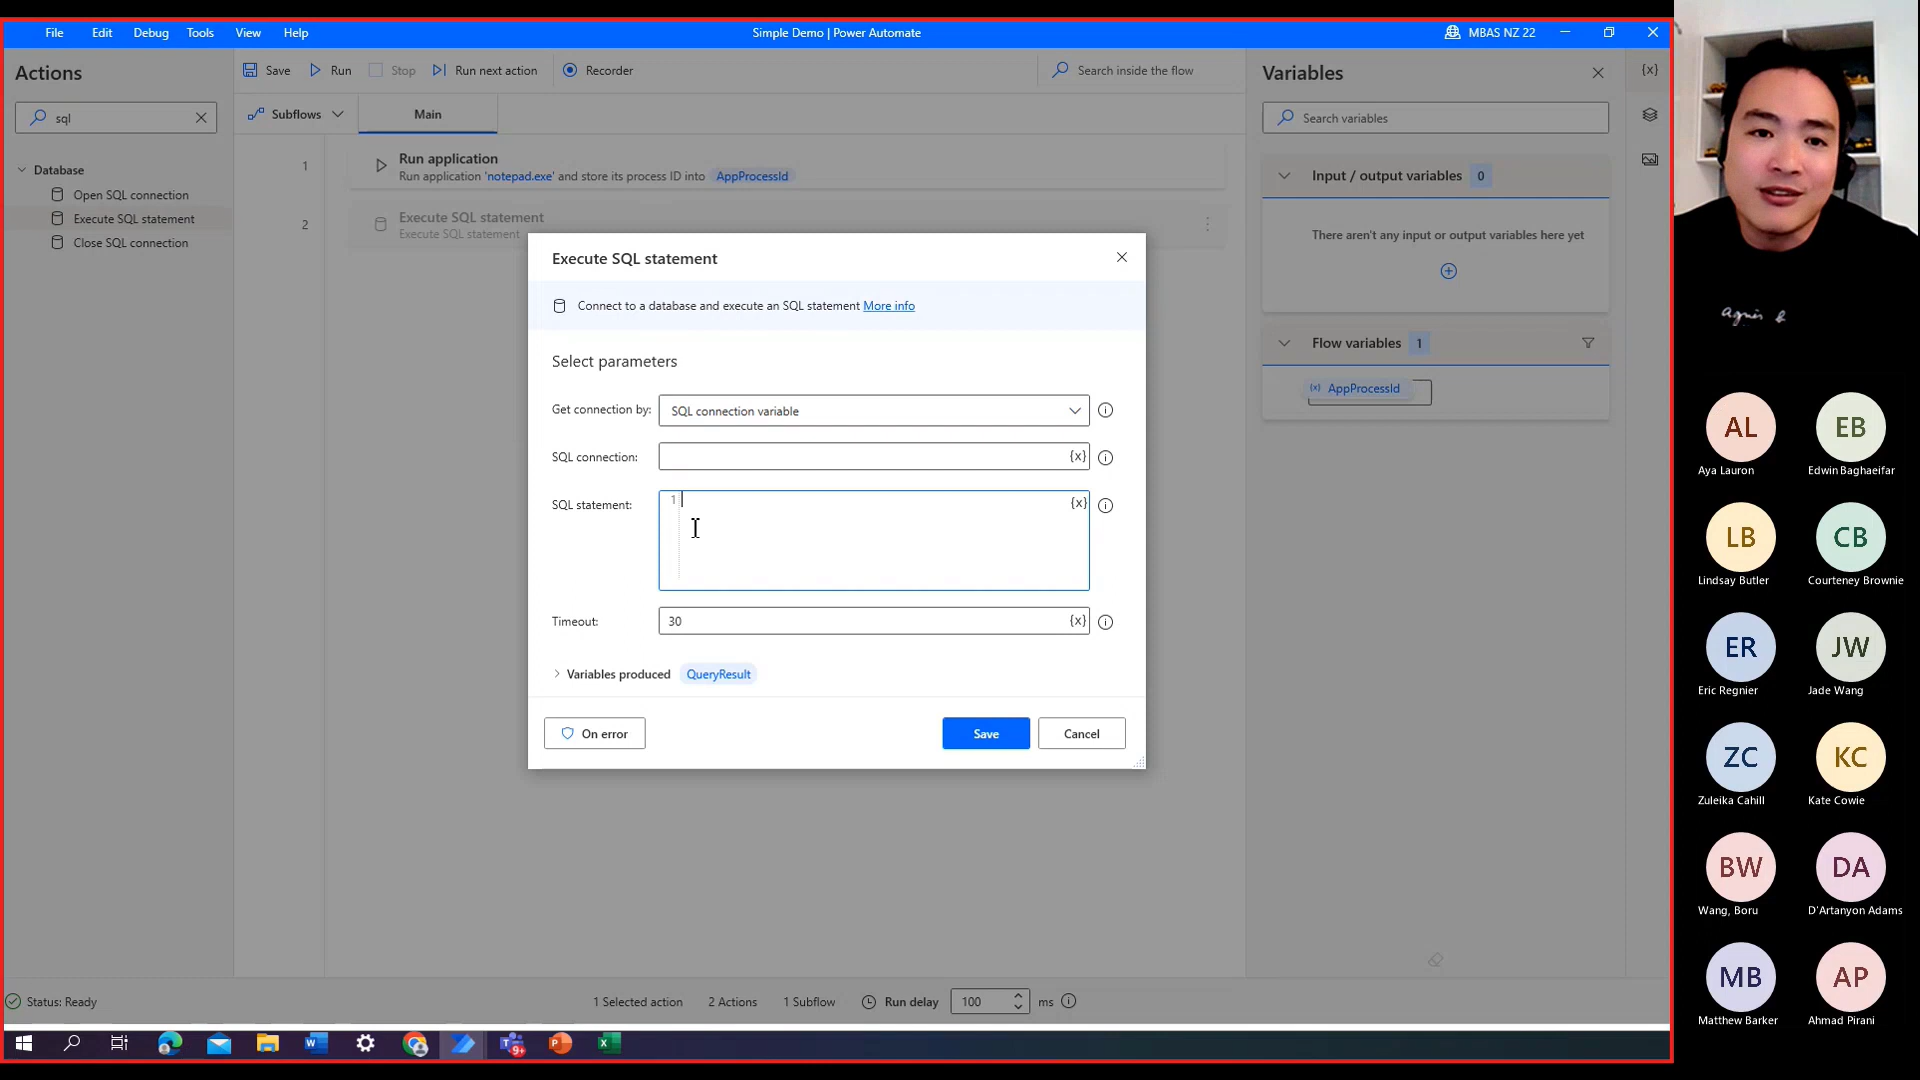 File Edit Debug Tools View Help
Simple Demo | Power Automate
MBAS NZ 22
Actions
Save Run Stop Run next action Recorder
Search inside the flow
Variables
{x}
sql
Subflows Main
Search variables
Database
Open SQL connection
Execute SQL statement
Close SQL connection
1
Run application
Run application 'notepad.exe' and store its process ID into AppProcessId
2
Execute SQL statement
Execute SQL statement
Input / output variables 0
There aren't any input or output variables here yet
Flow variables 1
{x} AppProcessId
Execute SQL statement
Connect to a database and execute an SQL statement More info
Select parameters
Get connection by: SQL connection variable
SQL connection: {x}
SQL statement: 1 {x}
Timeout: 30 {x}
Variables produced QueryResult
On error Save Cancel
Status: Ready
1 Selected action 2 Actions 1 Subflow Run delay 100 ms
9+
agnès b
AL EB
Aya Lauron Edwin Baghaeifar
LB CB
Lindsay Butler Courteney Brownie
ER JW
Eric Regnier Jade Wang
ZC KC
Zuleika Cahill Kate Cowie
BW DA
Wang, Boru D'Artanyon Adams
MB AP
Matthew Barker Ahmad Pirani